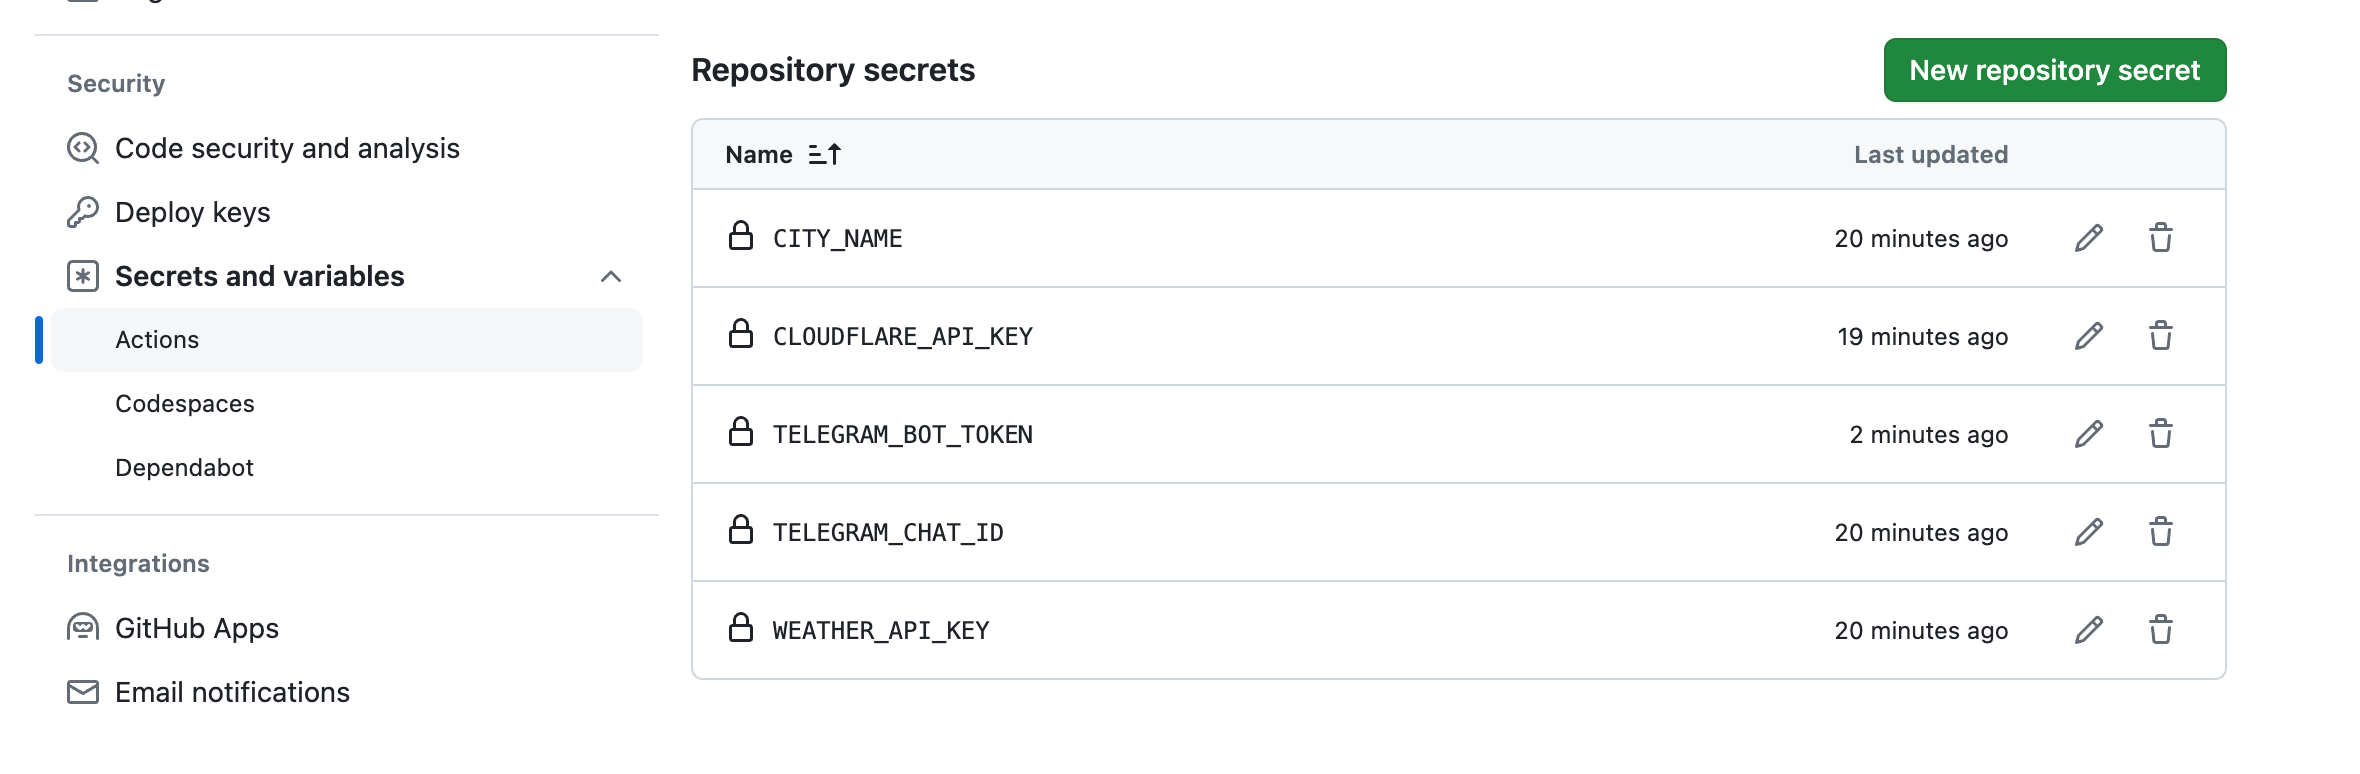 Security
Code security and analysis
Deploy keys
Secrets and variables
Actions
Codespaces
Dependabot
Integrations
GitHub Apps
Email notifications
Repository secrets
New repository secret
Name Last updated
CITY_NAME 20 minutes ago
CLOUDFLARE_API_KEY 19 minutes ago
TELEGRAM_BOT_TOKEN 2 minutes ago
TELEGRAM_CHAT_ID 20 minutes ago
WEATHER_API_KEY 20 minutes ago